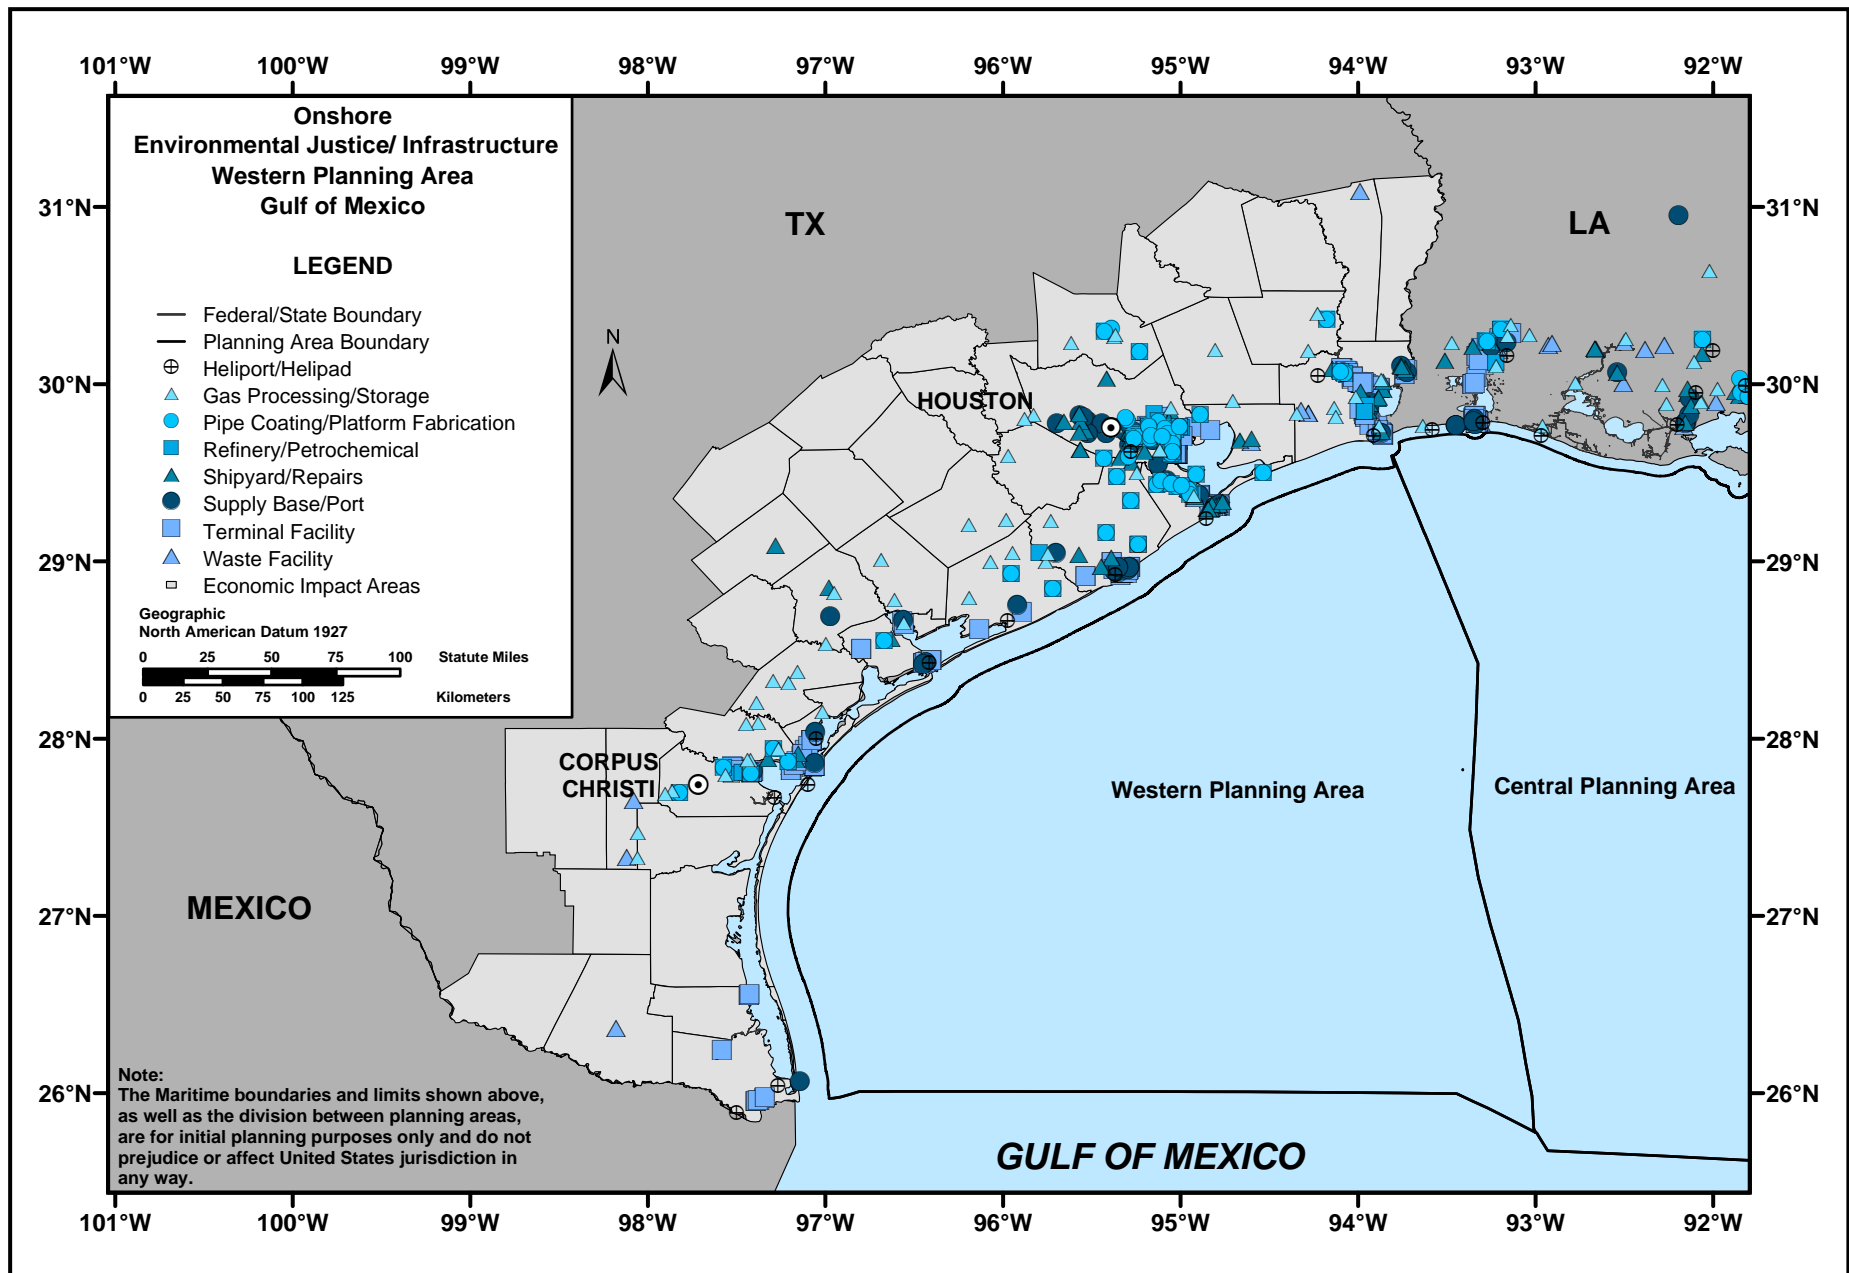 101°W 100°W 99°W 98°W 97°W 96°W 95°W 94°W 93°W 92°W
Onshore
Environmental Justice/ Infrastructure
Western Planning Area
Gulf of Mexico
LEGEND
Federal/State Boundary
Planning Area Boundary
Heliport/Helipad
Gas Processing/Storage
Pipe Coating/Platform Fabrication
Refinery/Petrochemical
Shipyard/Repairs
Supply Base/Port
Terminal Facility
Waste Facility
Economic Impact Areas
Geographic
North American Datum 1927
0 25 50 75 100 Statute Miles
0 25 50 75 100 125 Kilometers
N
TX
LA
HOUSTON
CORPUS
CHRISTI
MEXICO
Western Planning Area
Central Planning Area
GULF OF MEXICO
31°N 31°N
30°N 30°N
29°N 29°N
28°N 28°N
27°N 27°N
26°N 26°N
Note:
The Maritime boundaries and limits shown above,
as well as the division between planning areas,
are for initial planning purposes only and do not
prejudice or affect United States jurisdiction in
any way.
101°W 100°W 99°W 98°W 97°W 96°W 95°W 94°W 93°W 92°W